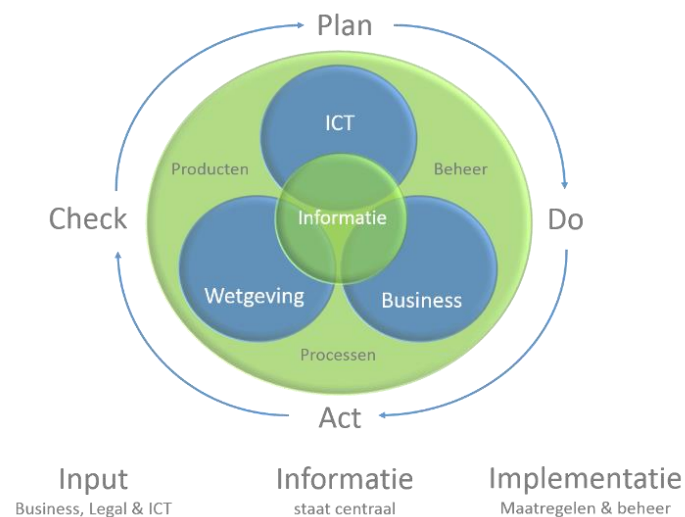 Plan
ICT
Producten
Beheer
Check
Informatie
Do
Wetgeving
Business
Processen
Act
Input
Business, Legal & ICT
Informatie
staat centraal
Implementatie
Maatregelen & beheer